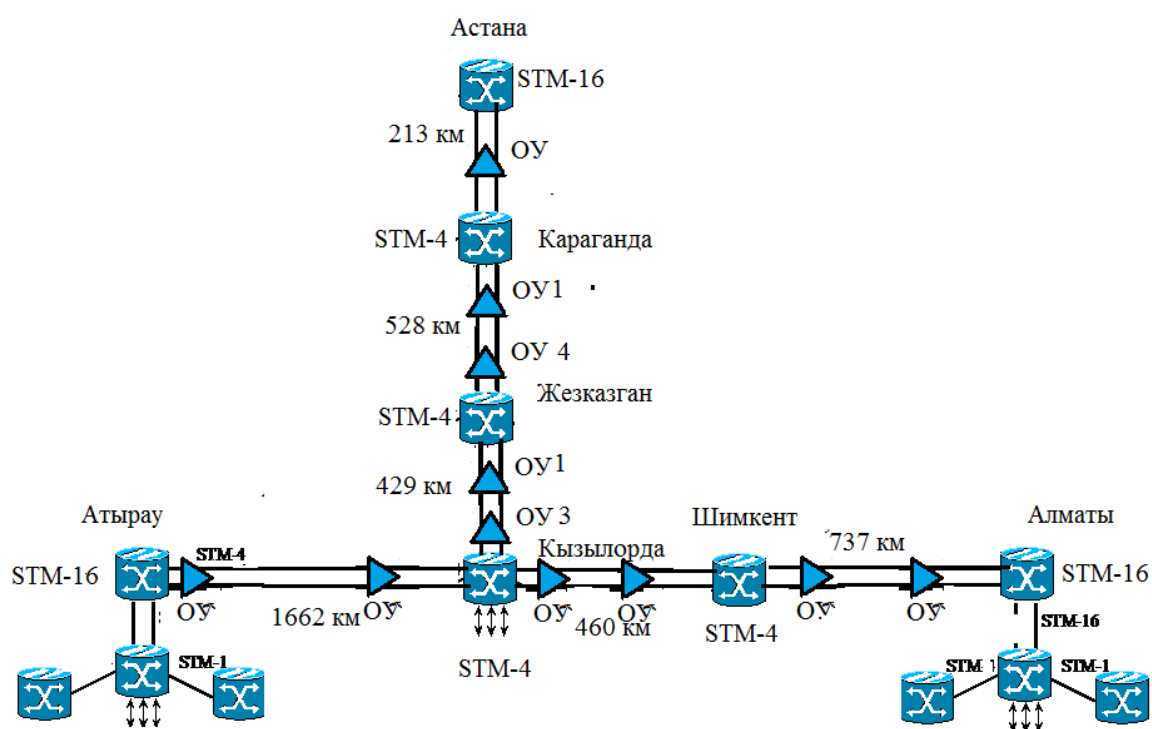 Астана
STM-16
213 км
ОУ
STM-4
Караганда
ОУ1
528 км
ОУ 4
Жезказган
STM-4
ОУ1
429 км
ОУ 3
Атырау
Шимкент
Алматы
Кызылорда
737 км
STM-4
STM-16
STM-16
ОУ
1662 км
ОУ
ОУ
460 км
ОУ
ОУ
ОУ
STM-16
STM-4
STM-4
STM-1
STM
STM-1